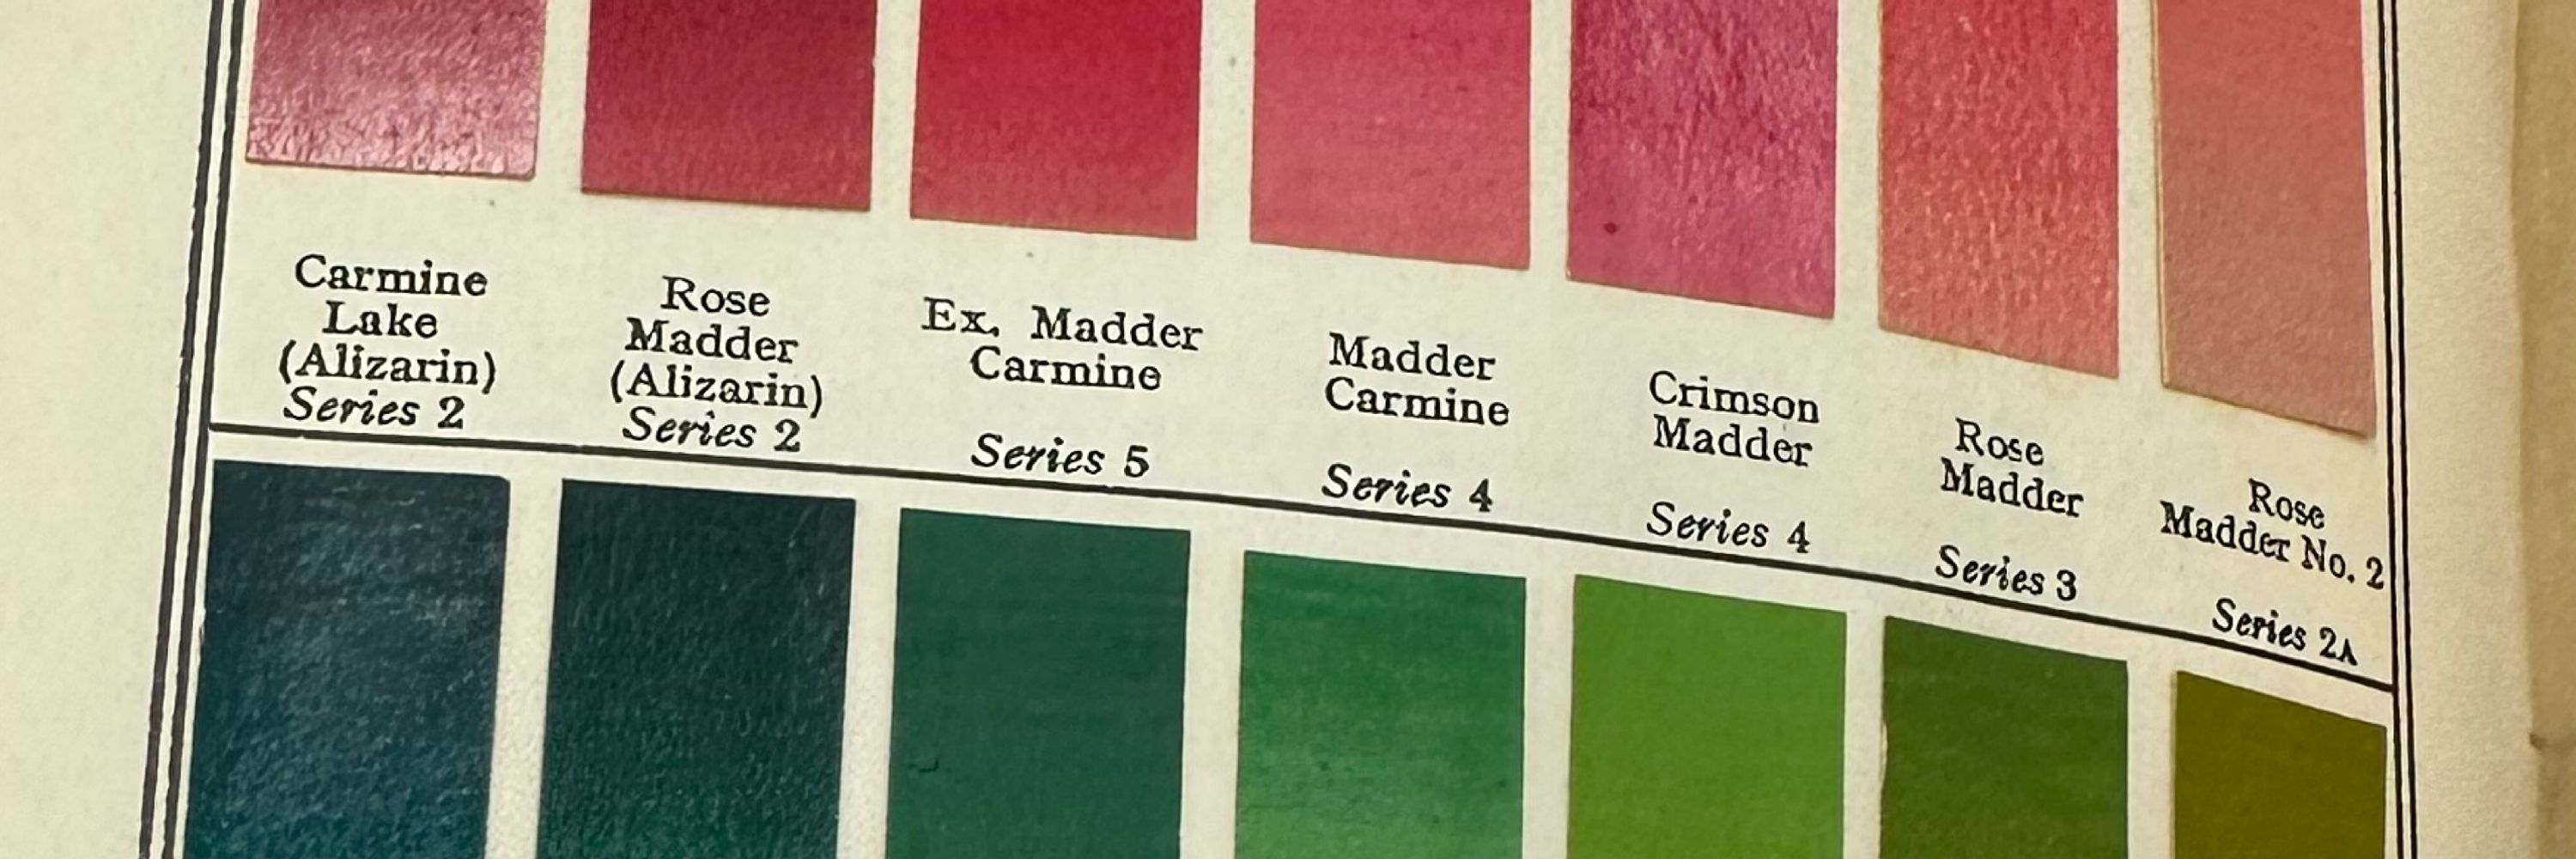 Carmine
Lake
(Alizarin)
Series 2
Rose
Madder
(Alizarin)
Series 2
Ex. Madder
Carmine
Series 5
Madder
Carmine
Series 4
Crimson
Madder
Series 4
Rose
Madder
Series 3
Rose
Madder No. 2
Series 2A